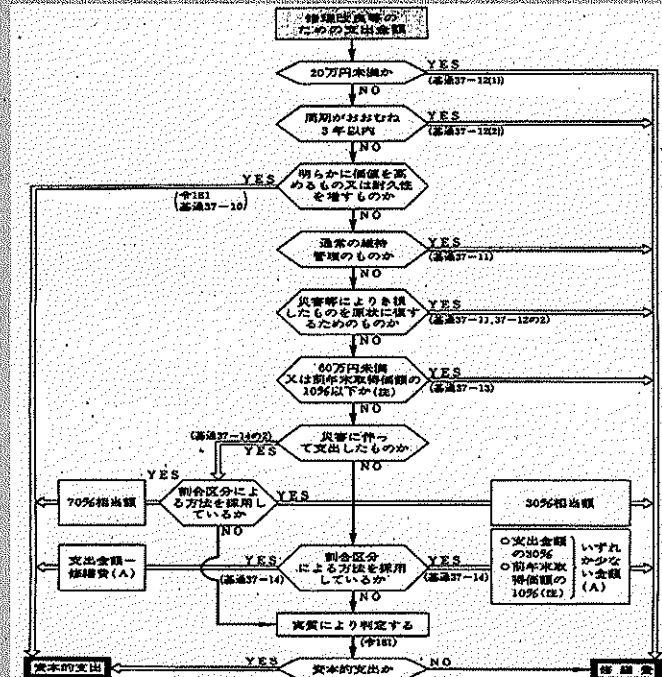 修理改良等の
ための支出金額
20万円未満か
YES
(基通37−12(1))
NO
周期がおおむね
3年以内
YES
(基通37−12(2))
NO
明らかに価値を高
めるもの又は耐久性
を増すものか
YES
(令181
基通37−10)
NO
通常の維持
管理のものか
YES
(基通37−11)
NO
災害等によりき損
したものを原状に復す
るためのものか
YES
(基通37−11,37−12の2)
NO
60万円未満
又は前年末取得価額の
10%以下か(注)
YES
(基通37−13)
NO
災害に伴っ
て支出したものか
(基通37−14の2)
YES
NO
70%相当額
YES
割合区分によ
る方法を採用し
ているか
YES
30%相当額
NO
支出金額−
修繕費(A)
YES
(基通37−14)
割合区分
による方法を採用
しているか
YES
(基通37−14)
○支出金額
の30%
○前年末取
得価額の
10%(注)
いずれ
か少な
い金額
(A)
NO
実質により判定する
(令181)
資本的支出
YES
資本的支出か
NO
修繕費